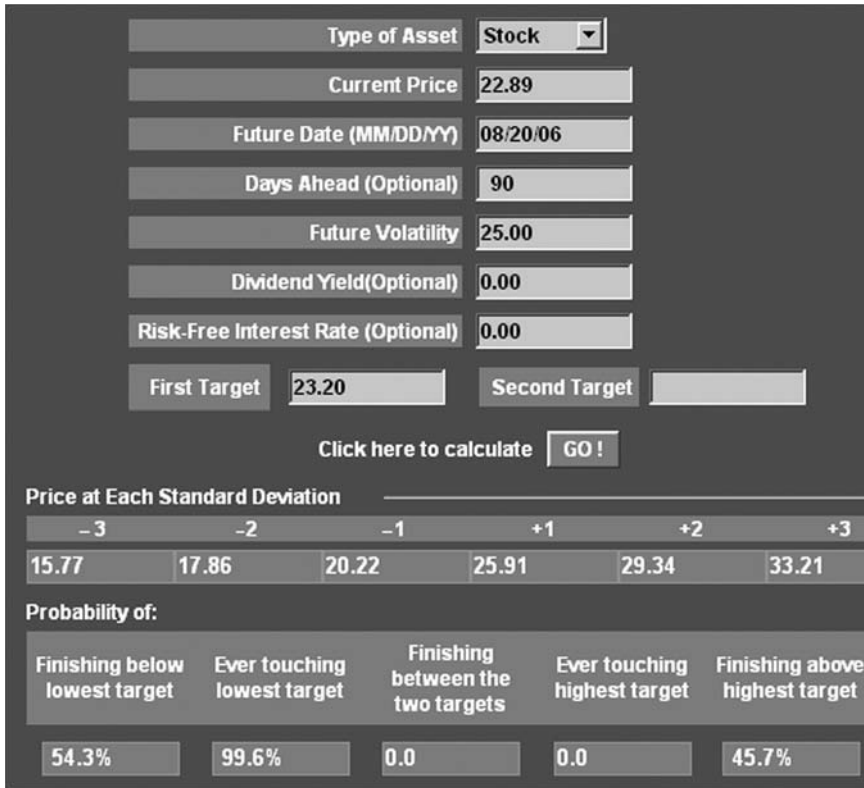 Type of Asset Stock
Current Price 22.89
Future Date (MM/DD/YY) 08/20/06
Days Ahead (Optional) 90
Future Volatility 25.00
Dividend Yield(Optional) 0.00
Risk-Free Interest Rate (Optional) 0.00
First Target 23.20 Second Target
Click here to calculate GO !
Price at Each Standard Deviation
–3 –2 –1 +1 +2 +3
15.77 17.86 20.22 25.91 29.34 33.21
Probability of:
Finishing below lowest target
Ever touching lowest target
Finishing between the two targets
Ever touching highest target
Finishing above highest target
54.3% 99.6% 0.0 0.0 45.7%